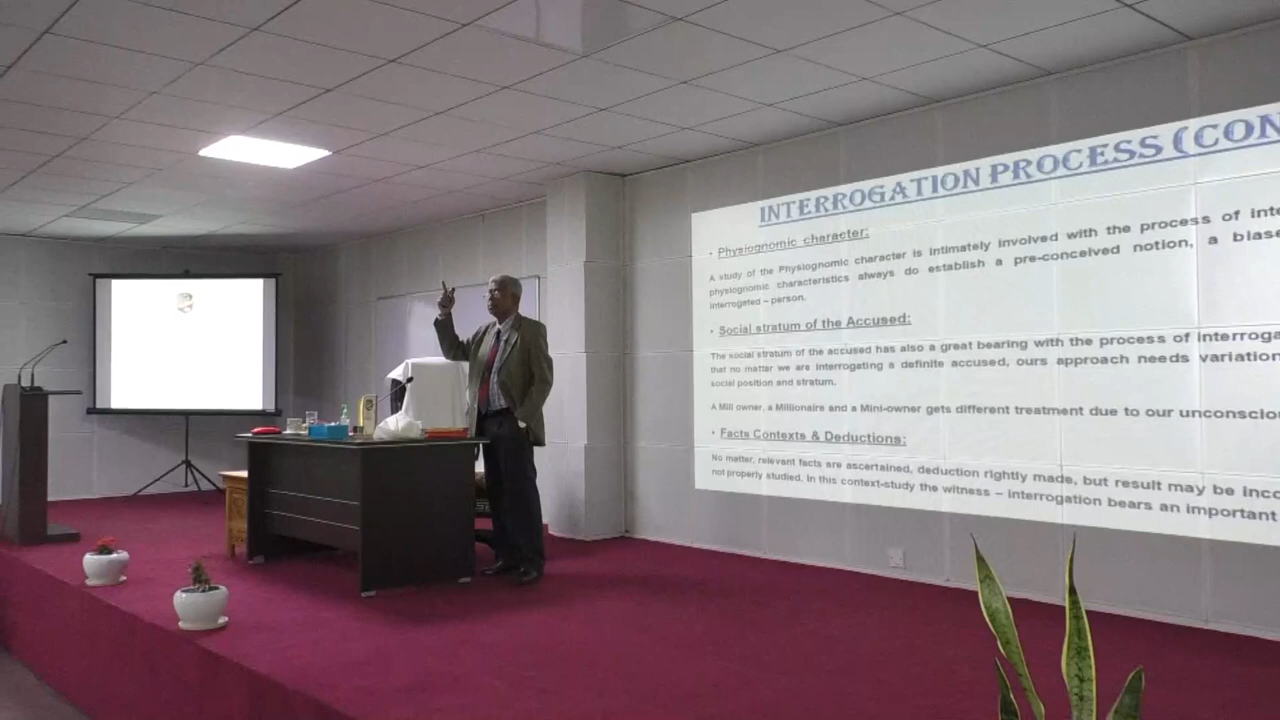 INTERROGATION PROCESS (CON
• Physiognomic character:
A study of the Physiognomic character is intimately involved with the process of inte
physiognomic characteristics always do establish a pre-conceived notion, a biase
interrogated – person.
• Social stratum of the Accused:
The social stratum of the accused has also a great bearing with the process of interroga
that no matter we are interrogating a definite accused, ours approach needs variation
social position and stratum.
A Mill owner, a Millionaire and a Mini-owner gets different treatment due to our unconscio
• Facts Contexts & Deductions:
No matter, relevant facts are ascertained, deduction rightly made, but result may be inco
not properly studied. In this context-study the witness – interrogation bears an important